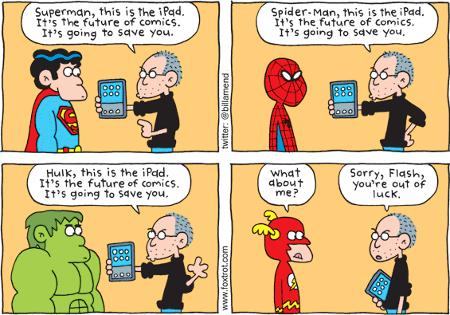 Superman, this is the iPad.
It's the future of comics.
It's going to save you.
S
twitter: @billamend
Spider-Man, this is the iPad.
It's the future of comics.
It's going to save you.
Hulk, this is the iPad.
It's the future of comics.
It's going to save you.
www.foxtrot.com
What
about
me?
Sorry, Flash,
you're out of
luck.